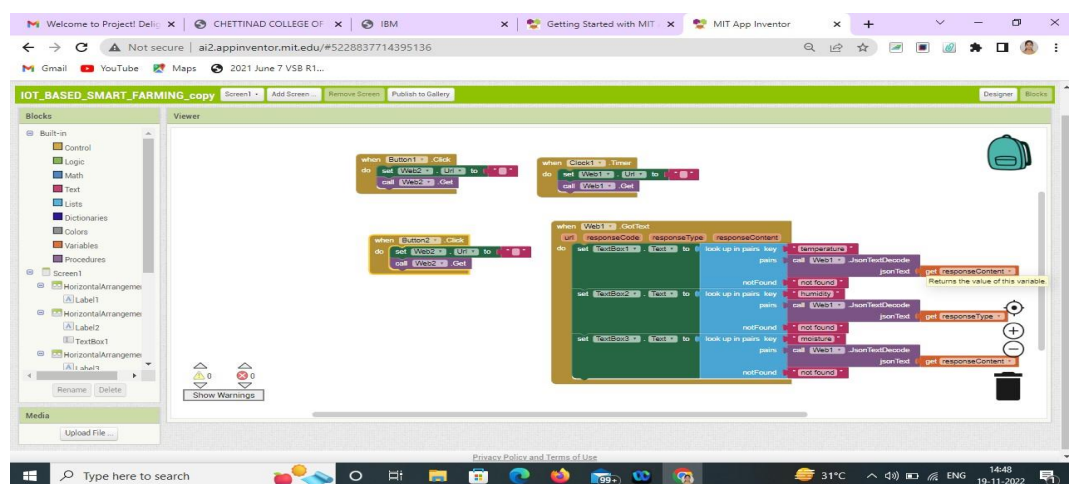 Welcome to Project! Deli
CHETTINAD COLLEGE OF
IBM
Getting Started with MIT
MIT App Inventor
Not secure | ai2.appinventor.mit.edu/#5228837714395136
Gmail YouTube Maps 2021 June 7 VSB R1...
IOT_BASED_SMART_FARMING_copy Screen1 Add Screen ... Remove Screen Publish to Gallery Designer Blocks
Blocks Viewer
Built-in
Control
Logic
Math
Text
Lists
Dictionaries
Colors
Variables
Procedures
Screen1
HorizontalArrangeme
Label1
HorizontalArrangeme
Label2
TextBox1
HorizontalArrangeme
Label3
Rename Delete
Media
Upload File ...
when Button1 .Click
do set Web2 . Url to " "
call Web2 .Get
when Clock1 .Timer
do set Web1 . Url to " "
call Web1 .Get
when Button2 .Click
do set Web2 . Url to " "
call Web2 .Get
when Web1 .GotText
url responseCode responseType responseContent
do set TextBox1 . Text to look up in pairs key " temperature "
pairs call Web1 .JsonTextDecode
jsonText get responseContent
notFound " not found "
Returns the value of this variable.
set TextBox2 . Text to look up in pairs key " humidity "
pairs call Web1 .JsonTextDecode
jsonText get responseType
notFound " not found "
set TextBox3 . Text to look up in pairs key " moisture "
pairs call Web1 .JsonTextDecode
jsonText get responseContent
notFound " not found "
0 0
Show Warnings
Privacy Policy and Terms of Use
Type here to search
99+
31°C ENG 14:48
19-11-2022
1